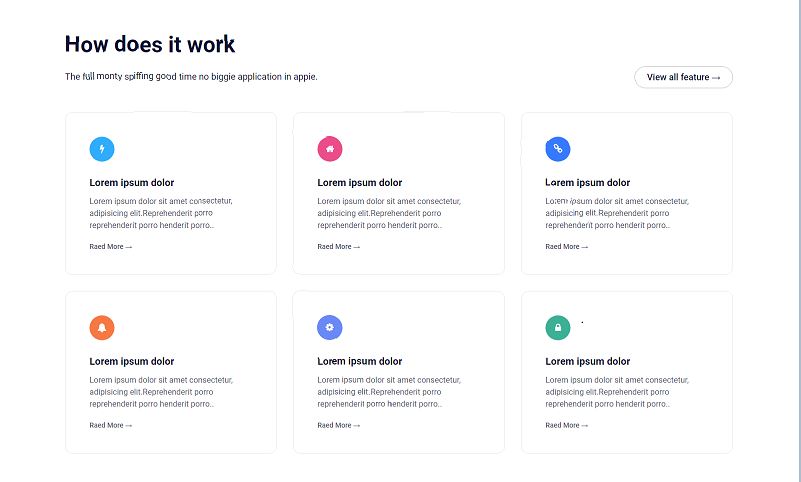 How does it work
The full monty spiffing good time no biggie application in appie.
View all feature →
Lorem ipsum dolor
Lorem ipsum dolor sit amet consectetur,
adipisicing elit.Reprehenderit porro
reprehenderit porro henderit porro..
Raed More →
Lorem ipsum dolor
Lorem ipsum dolor sit amet consectetur,
adipisicing elit.Reprehenderit porro
reprehenderit porro henderit porro..
Raed More →
Lorem ipsum dolor
Lorem ipsum dolor sit amet consectetur,
adipisicing elit.Reprehenderit porro
reprehenderit porro henderit porro..
Raed More →
Lorem ipsum dolor
Lorem ipsum dolor sit amet consectetur,
adipisicing elit.Reprehenderit porro
reprehenderit porro henderit porro..
Raed More →
Lorem ipsum dolor
Lorem ipsum dolor sit amet consectetur,
adipisicing elit.Reprehenderit porro
reprehenderit porro henderit porro..
Raed More →
Lorem ipsum dolor
Lorem ipsum dolor sit amet consectetur,
adipisicing elit.Reprehenderit porro
reprehenderit porro henderit porro..
Raed More →